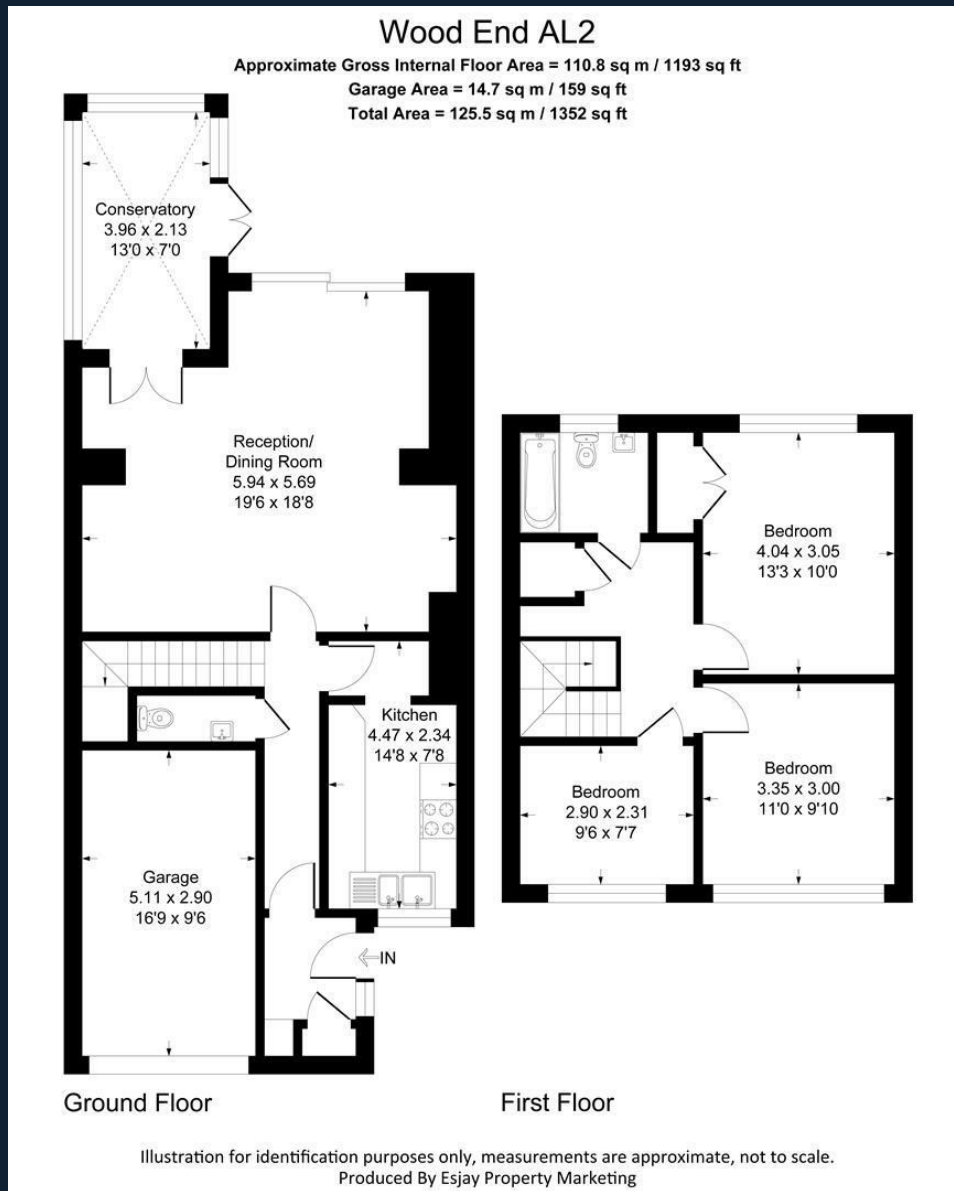 Wood End AL2
Approximate Gross Internal Floor Area = 110.8 sq m / 1193 sq ft
Garage Area = 14.7 sq m / 159 sq ft
Total Area = 125.5 sq m / 1352 sq ft
Conservatory
3.96 x 2.13
13'0 x 7'0
Reception/
Dining Room
5.94 x 5.69
19'6 x 18'8
Kitchen
4.47 x 2.34
14'8 x 7'8
Garage
5.11 x 2.90
16'9 x 9'6
IN
Ground Floor
Bedroom
4.04 x 3.05
13'3 x 10'0
Bedroom
3.35 x 3.00
11'0 x 9'10
Bedroom
2.90 x 2.31
9'6 x 7'7
First Floor
Illustration for identification purposes only, measurements are approximate, not to scale.
Produced By Esjay Property Marketing